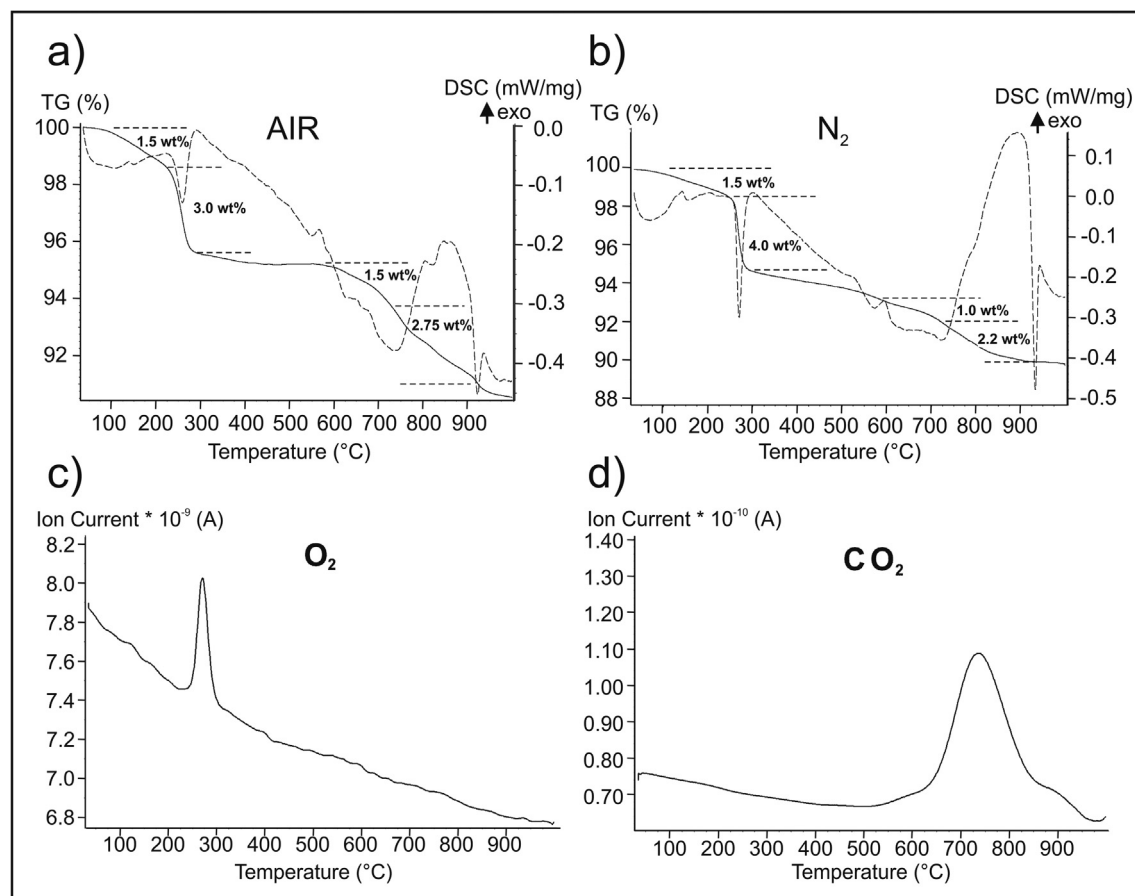 a)
TG (%)
AIR
DSC (mW/mg)
exo
100
98
96
94
92
1.5 wt%
3.0 wt%
1.5 wt%
2.75 wt%
0.0
-0.1
-0.2
-0.3
-0.4
100 200 300 400 500 600 700 800 900
Temperature (°C)
b)
TG (%)
N₂
DSC (mW/mg)
exo
100
98
96
94
92
90
88
1.5 wt%
4.0 wt%
1.0 wt%
2.2 wt%
0.1
0.0
-0.1
-0.2
-0.3
-0.4
-0.5
100 200 300 400 500 600 700 800 900
Temperature (°C)
c)
Ion Current * 10⁻⁹ (A)
O₂
8.2
8.0
7.8
7.6
7.4
7.2
7.0
6.8
100 200 300 400 500 600 700 800 900
Temperature (°C)
d)
Ion Current * 10⁻¹⁰ (A)
CO₂
1.40
1.30
1.20
1.10
1.00
0.90
0.80
0.70
100 200 300 400 500 600 700 800 900
Temperature (°C)